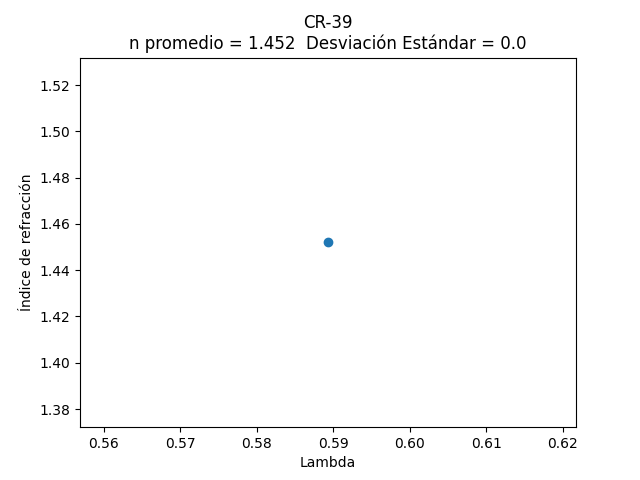 CR-39
n promedio = 1.452  Desviación Estándar = 0.0
1.52
1.50
1.48
1.46
1.44
1.42
1.40
1.38
Índice de refracción
0.56 0.57 0.58 0.59 0.60 0.61 0.62
Lambda